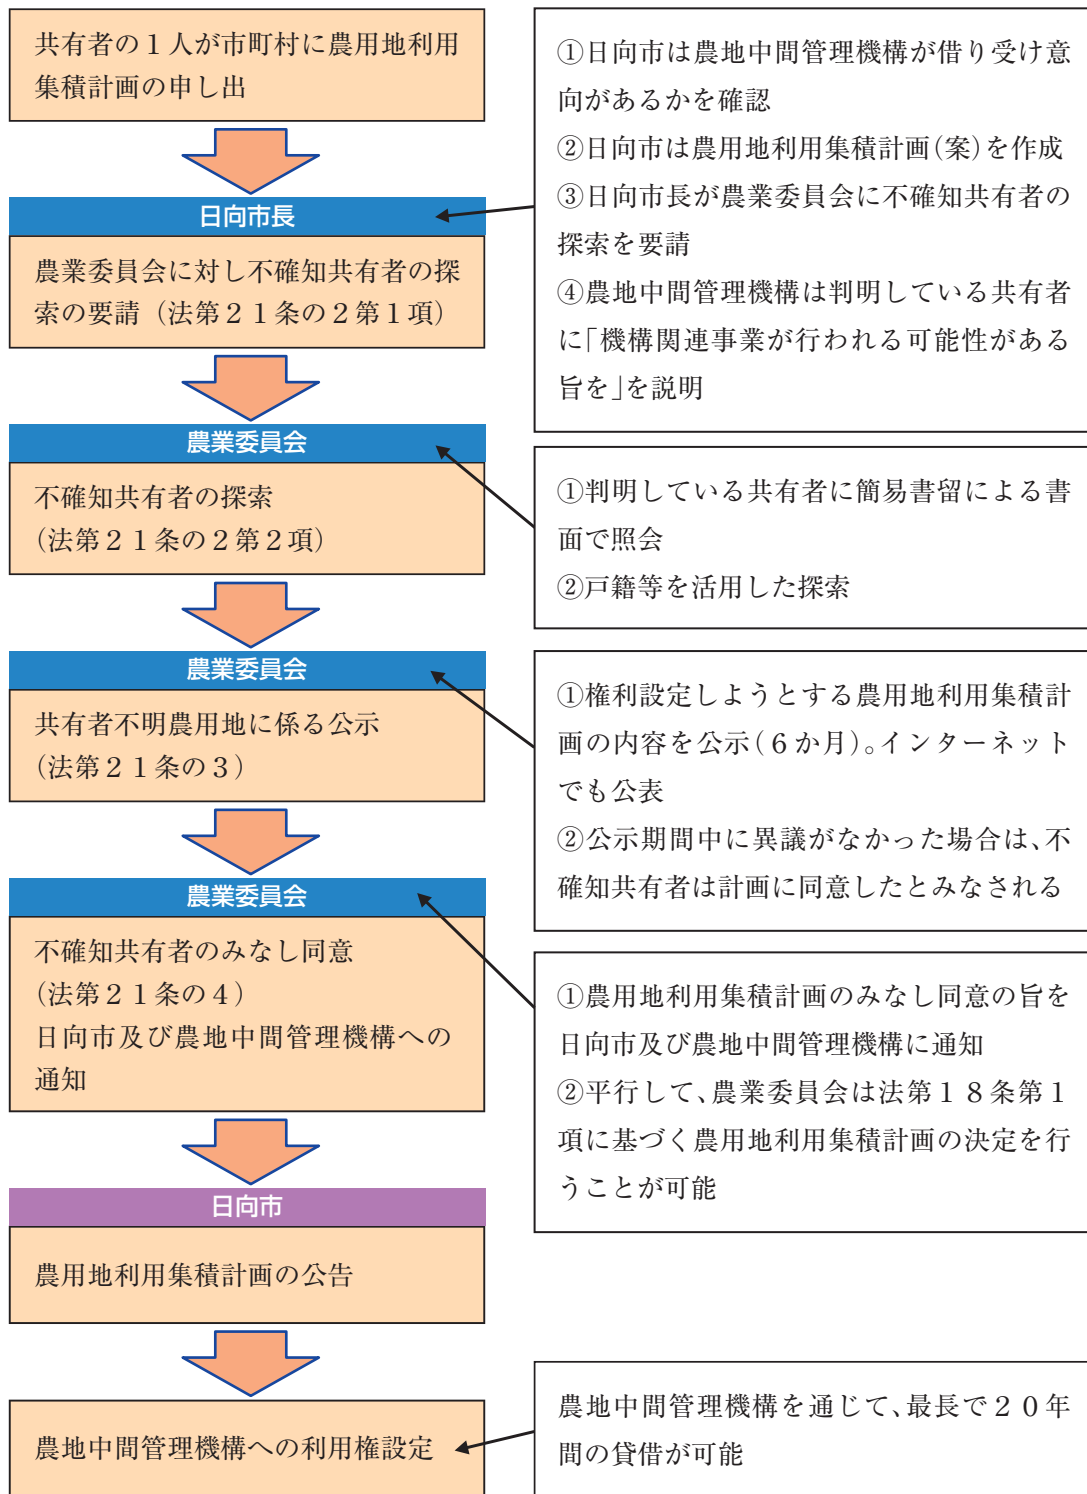 共有者の１人が市町村に農用地利用
集積計画の申し出
①日向市は農地中間管理機構が借り受け意
向があるかを確認
②日向市は農用地利用集積計画(案)を作成
③日向市長が農業委員会に不確知共有者の
探索を要請
④農地中間管理機構は判明している共有者
に「機構関連事業が行われる可能性がある
旨を」を説明
日向市長
農業委員会に対し不確知共有者の探
索の要請（法第２１条の２第１項）
農業委員会
不確知共有者の探索
（法第２１条の２第２項）
①判明している共有者に簡易書留による書
面で照会
②戸籍等を活用した探索
農業委員会
共有者不明農用地に係る公示
（法第２１条の３）
①権利設定しようとする農用地利用集積計
画の内容を公示(６か月)。インターネット
でも公表
②公示期間中に異議がなかった場合は、不
確知共有者は計画に同意したとみなされる
農業委員会
不確知共有者のみなし同意
（法第２１条の４）
日向市及び農地中間管理機構への
通知
①農用地利用集積計画のみなし同意の旨を
日向市及び農地中間管理機構に通知
②平行して、農業委員会は法第１８条第１
項に基づく農用地利用集積計画の決定を行
うことが可能
日向市
農用地利用集積計画の公告
農地中間管理機構への利用権設定
農地中間管理機構を通じて、最長で２０年
間の貸借が可能